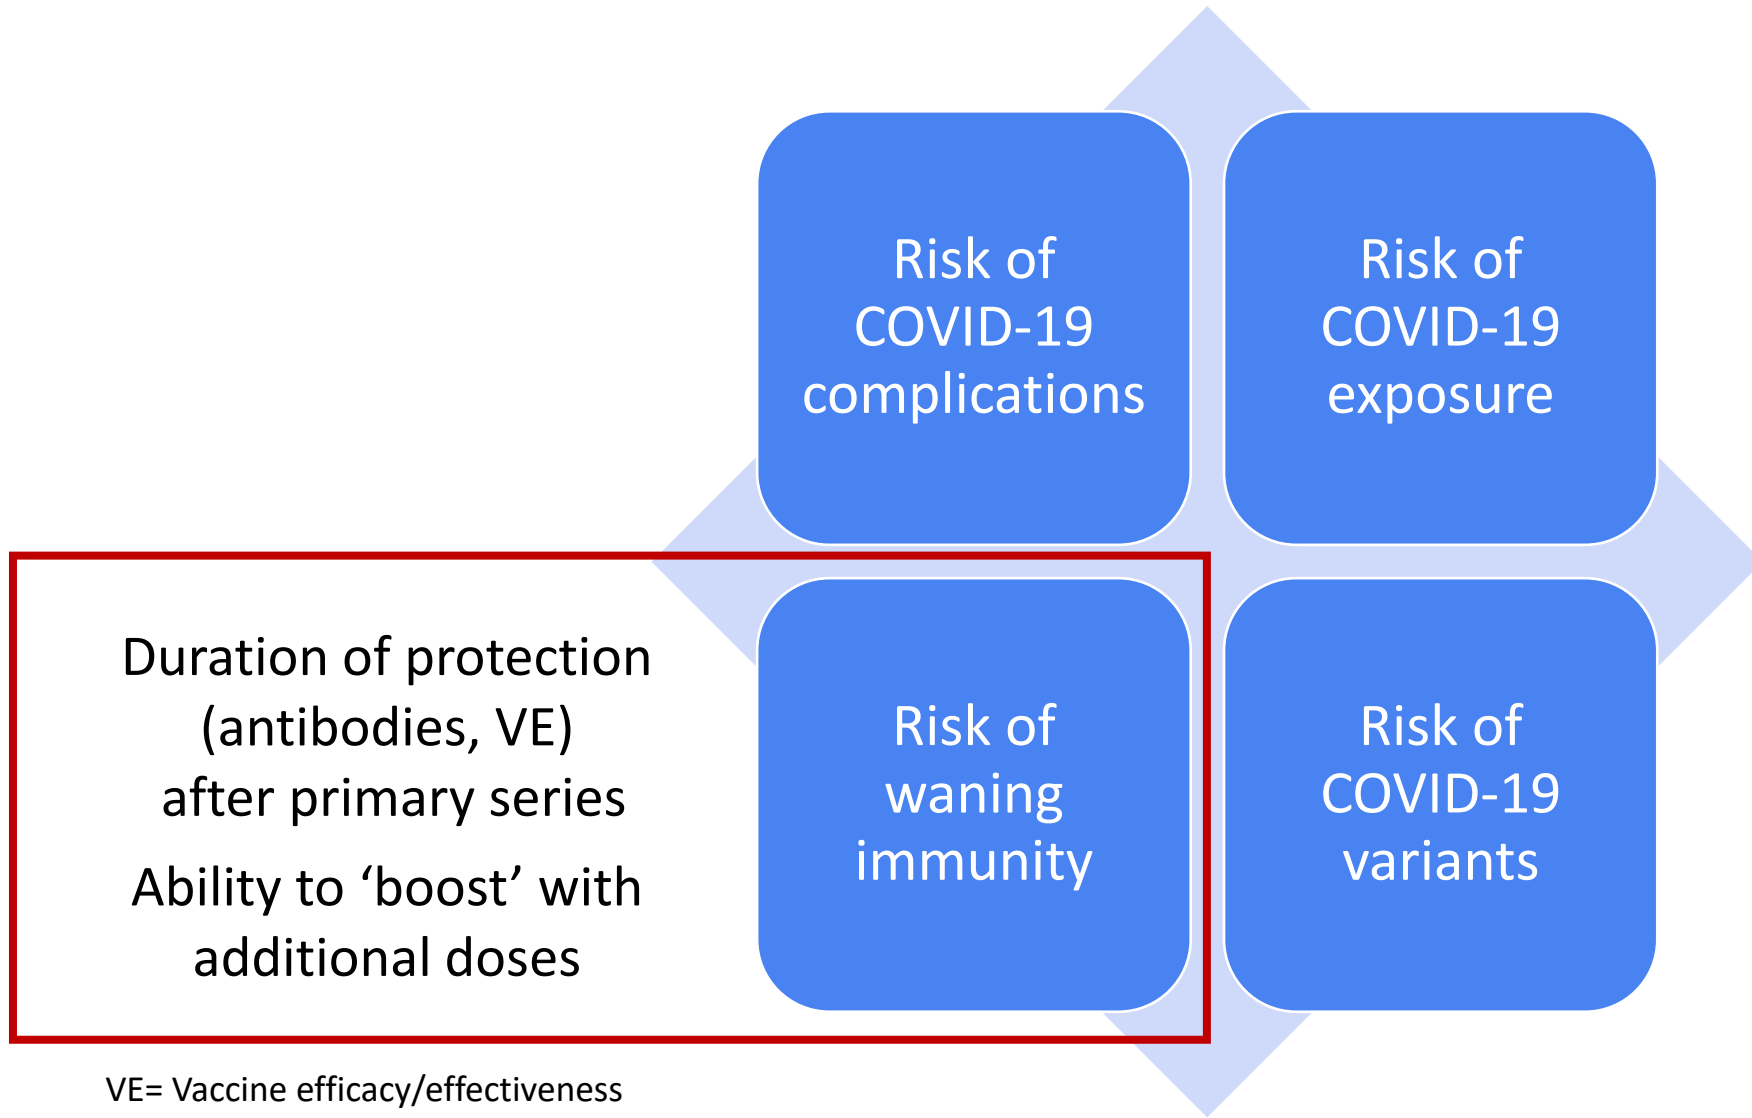 Risk of
COVID-19
complications
Risk of
COVID-19
exposure
Duration of protection
(antibodies, VE)
after primary series
Ability to ‘boost’ with
additional doses
Risk of
waning
immunity
Risk of
COVID-19
variants
VE= Vaccine efficacy/effectiveness